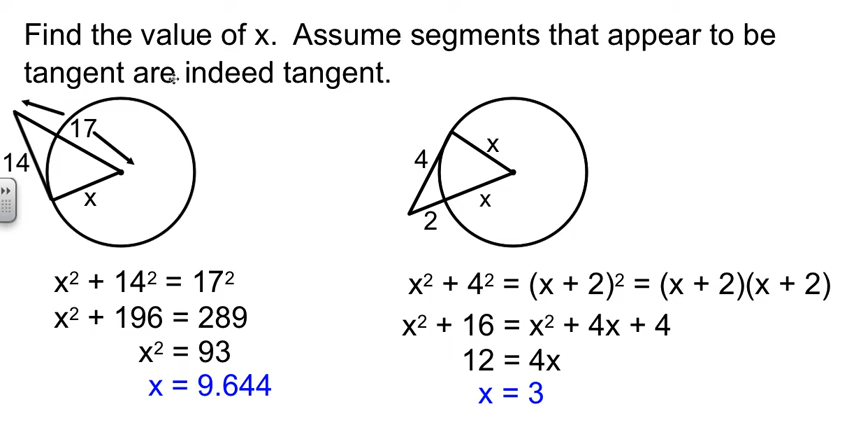 Find the value of x. Assume segments that appear to be
tangent are indeed tangent.
17
14
x
x² + 14² = 17²
x² + 196 = 289
x² = 93
x = 9.644
4
x
x
2
x² + 4² = (x + 2)² = (x + 2)(x + 2)
x² + 16 = x² + 4x + 4
12 = 4x
x = 3